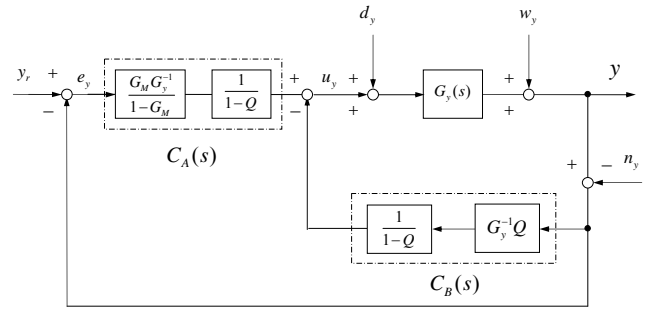 d_y
w_y
y_r + e_y
G_M G_y^{-1} / 1-G_M
1 / 1-Q
+ u_y + G_y(s) + y
− − + +
C_A(s)
+ − n_y
1 / 1-Q
G_y^{-1}Q
C_B(s)